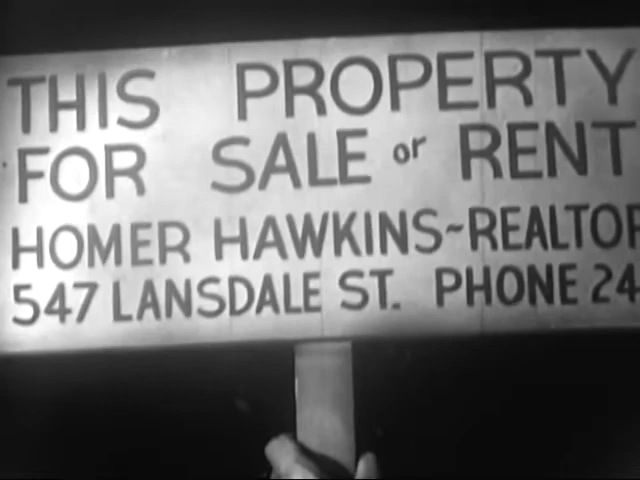 THIS PROPERTY
FOR SALE or RENT
HOMER HAWKINS~REALTOR
547 LANSDALE ST. PHONE 24